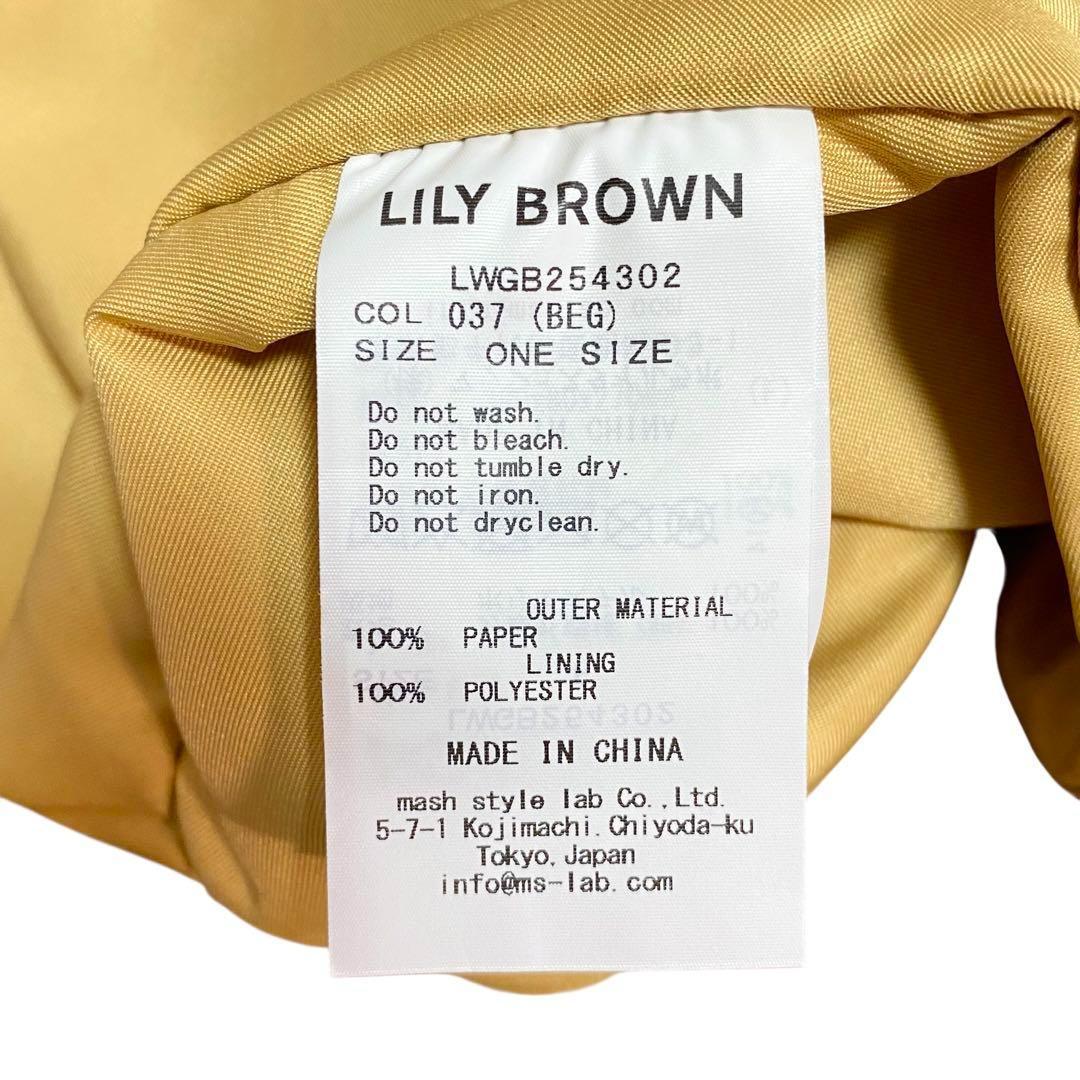 LILY BROWN
LWGB254302
COL 037 (BEG)
SIZE ONE SIZE
Do not wash.
Do not bleach.
Do not tumble dry.
Do not iron.
Do not dryclean.
OUTER MATERIAL
100% PAPER
LINING
100% POLYESTER
MADE IN CHINA
mash style lab Co.,Ltd.
5-7-1 Kojimachi.Chiyoda-ku
Tokyo,Japan
info@ms-lab.com